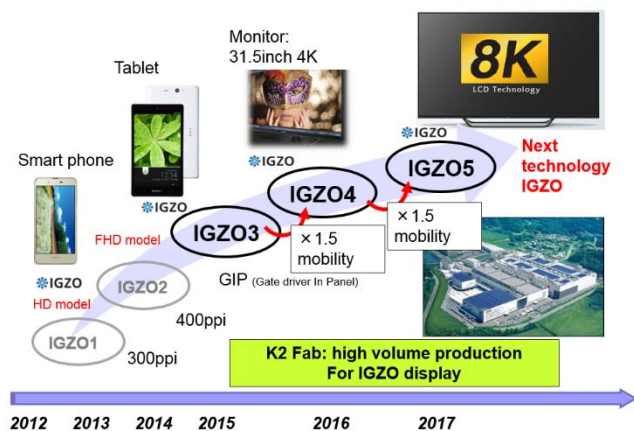 Monitor:
31.5inch 4K
Tablet
8K
LCD Technology
IGZO
IGZO
Smart phone
IGZO
IGZO
IGZO5
Next
technology
IGZO
IGZO4
FHD model
IGZO3
×1.5
mobility
×1.5
mobility
HD model
IGZO2
GIP (Gate driver In Panel)
400ppi
IGZO1
300ppi
K2 Fab: high volume production
For IGZO display
2012 2013 2014 2015 2016 2017